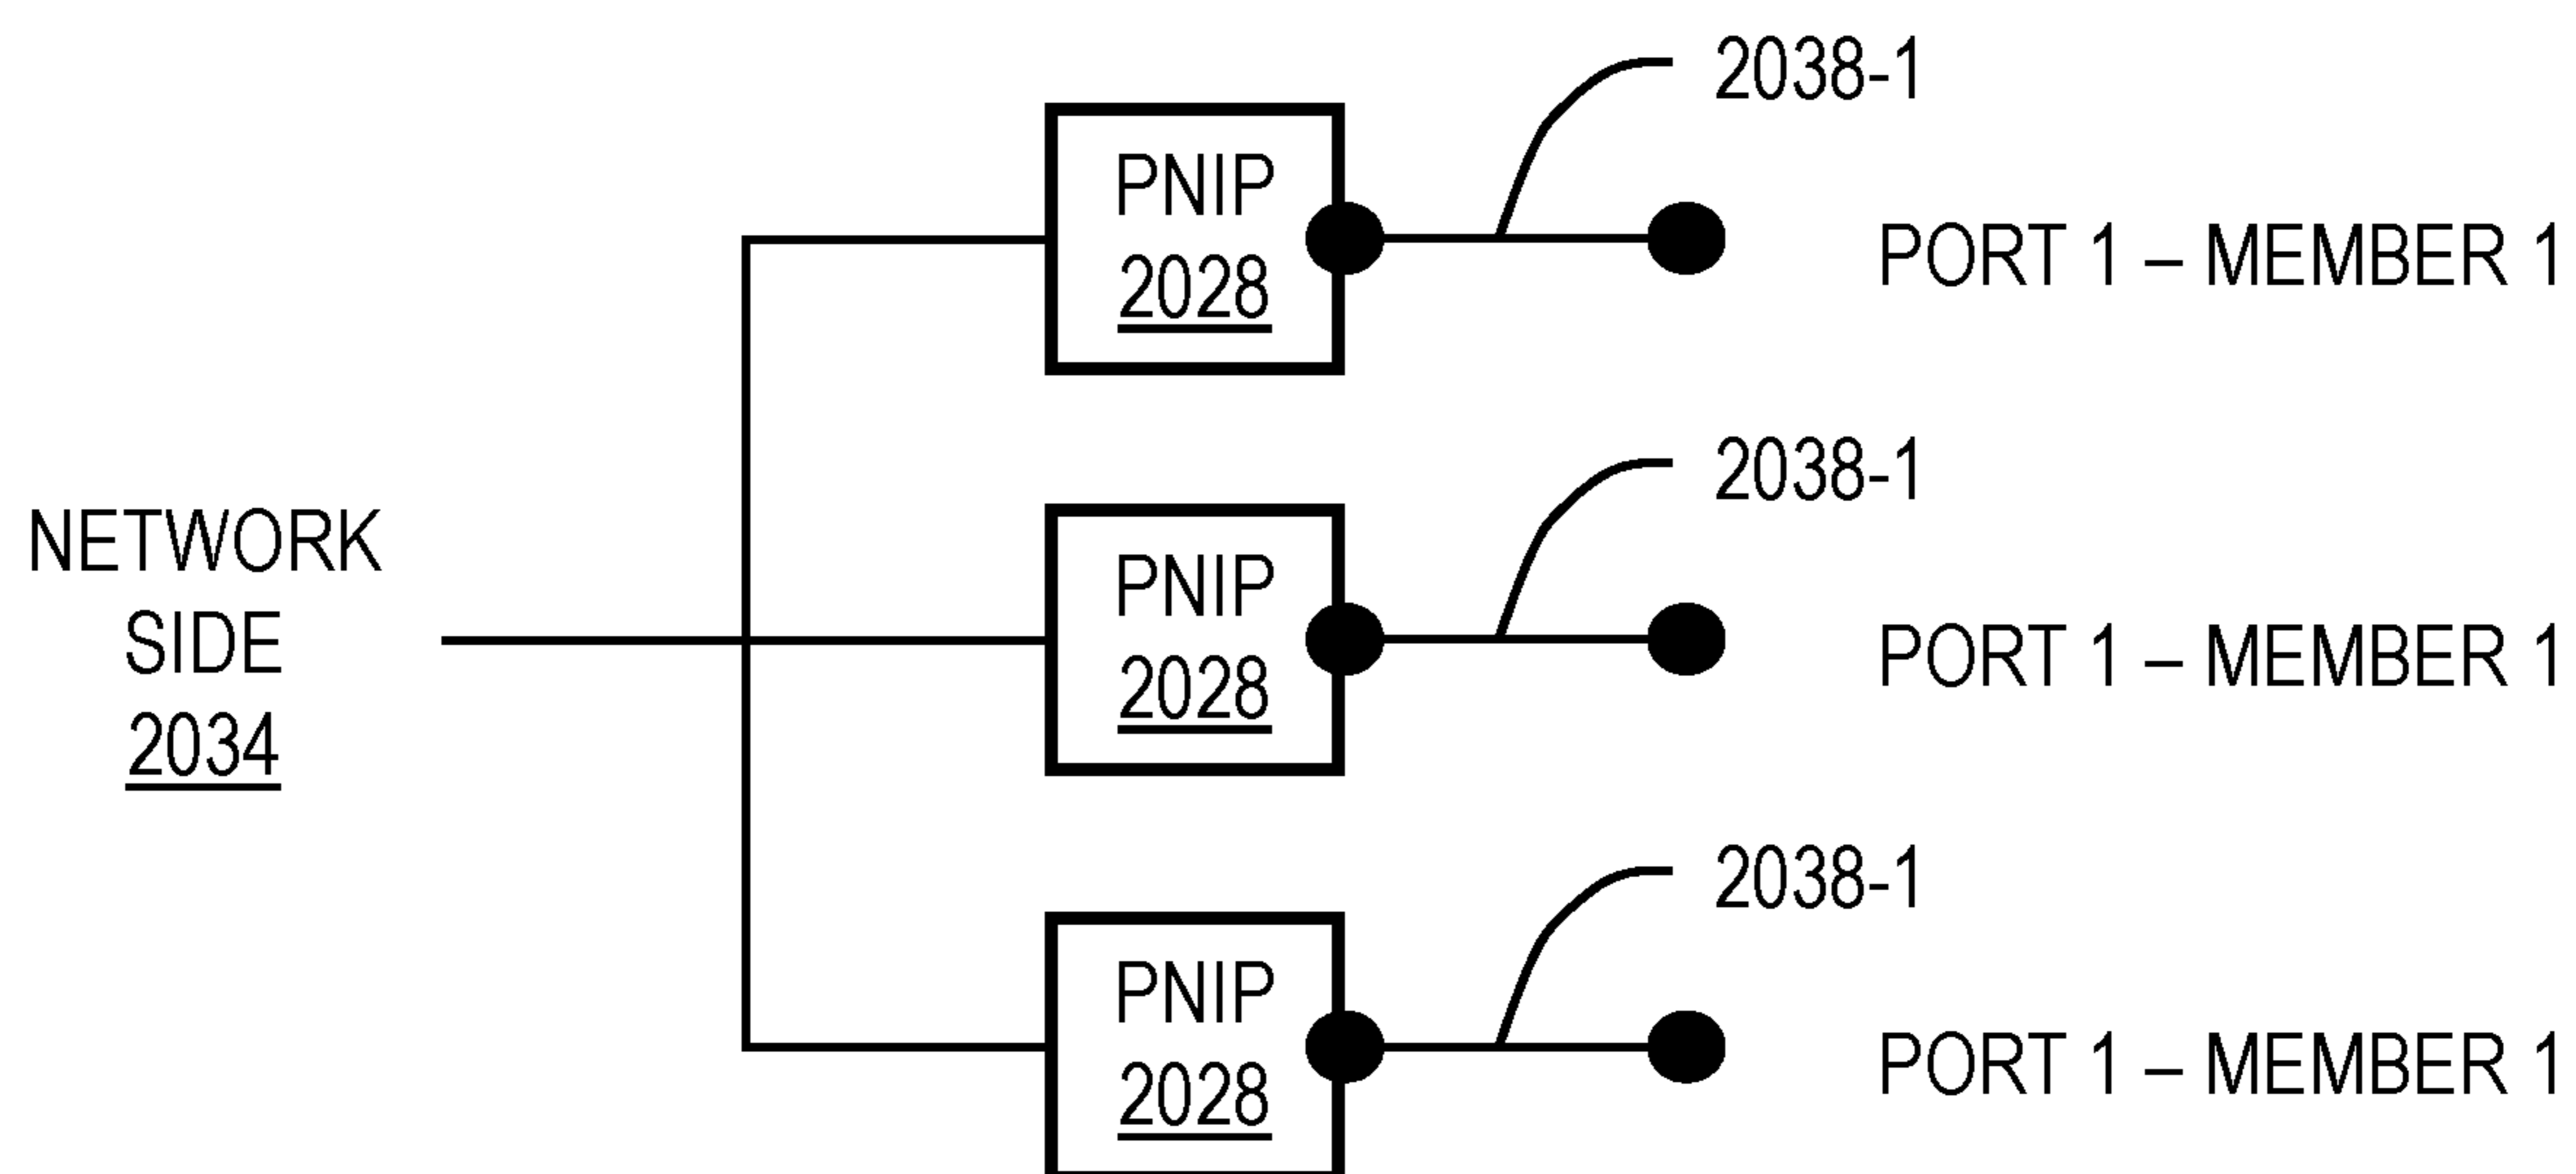 2038-1
PNIP
2028
PORT 1 – MEMBER 1
2038-1
NETWORK
SIDE
2034
PNIP
2028
PORT 1 – MEMBER 1
2038-1
PNIP
2028
PORT 1 – MEMBER 1